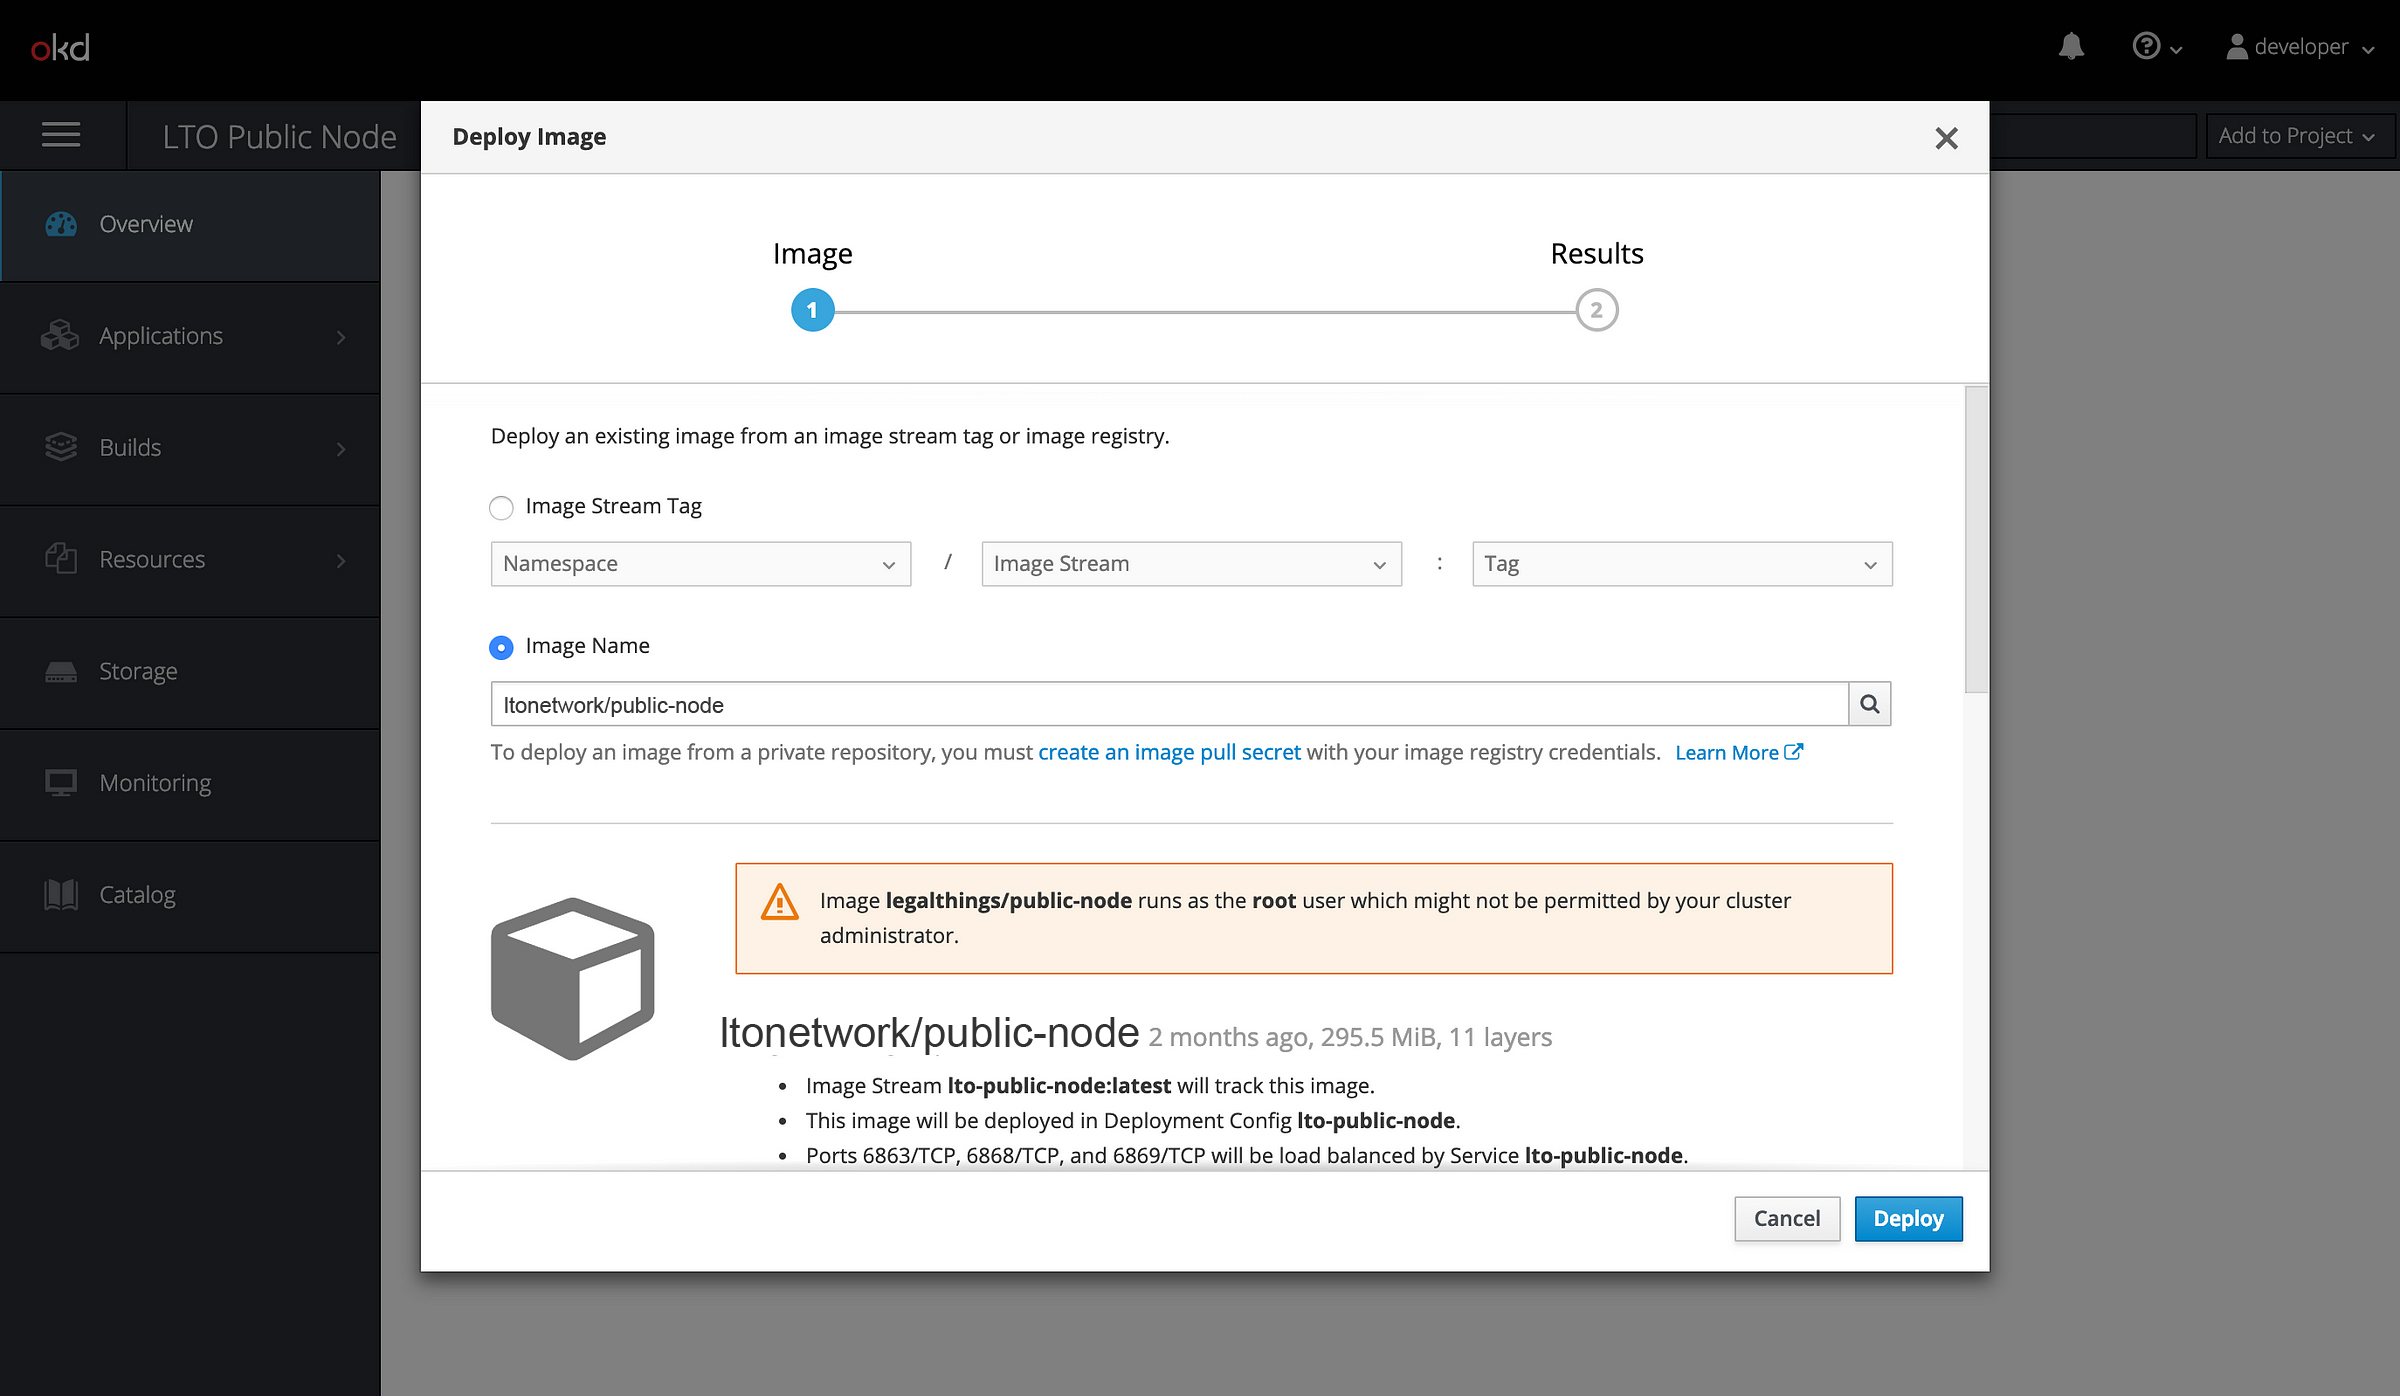 okd
developer
LTO Public Node
Add to Project
Overview
Applications
Builds
Resources
Storage
Monitoring
Catalog
Deploy Image
Image
Results
1
2
Deploy an existing image from an image stream tag or image registry.
Image Stream Tag
Namespace / Image Stream : Tag
Image Name
ltonetwork/public-node
To deploy an image from a private repository, you must create an image pull secret with your image registry credentials. Learn More
Image legalthings/public-node runs as the root user which might not be permitted by your cluster
administrator.
ltonetwork/public-node 2 months ago, 295.5 MiB, 11 layers
• Image Stream lto-public-node:latest will track this image.
• This image will be deployed in Deployment Config lto-public-node.
• Ports 6863/TCP, 6868/TCP, and 6869/TCP will be load balanced by Service lto-public-node.
Cancel
Deploy